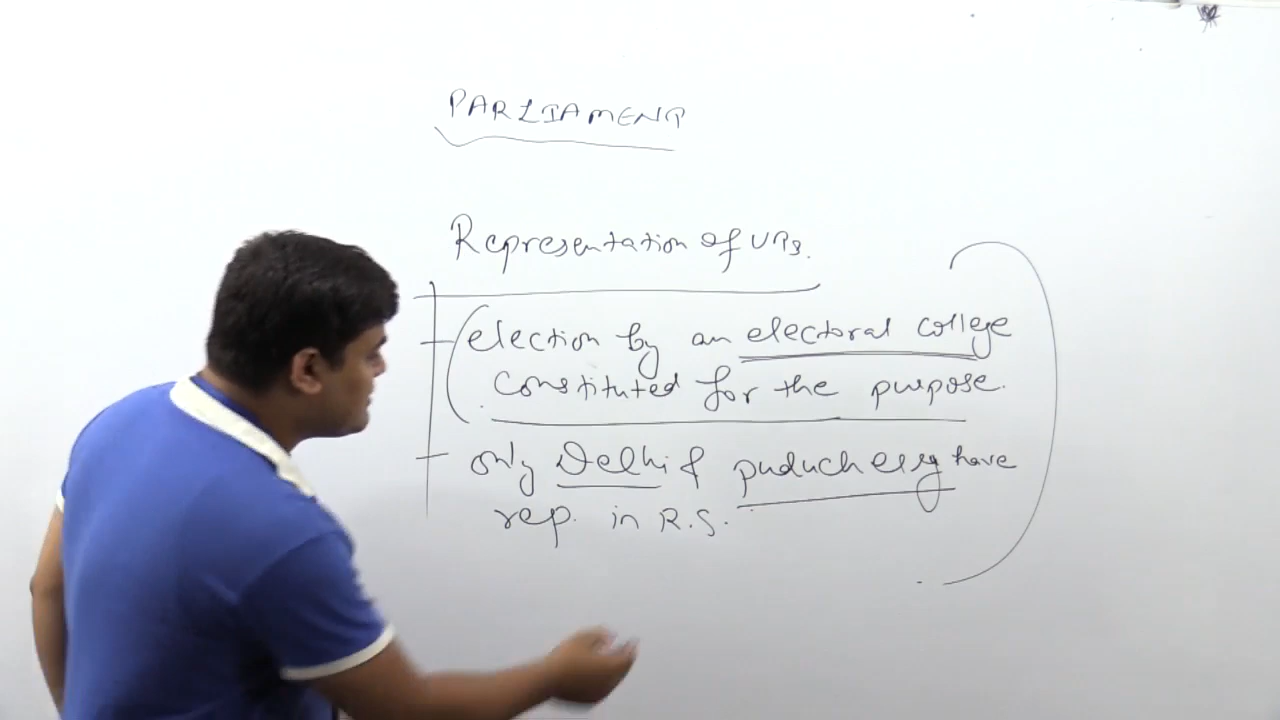 PARLIAMENT
Representation of UTs.
election by an electoral college
constituted for the purpose.
only Delhi & puducherry have
rep. in R.S.